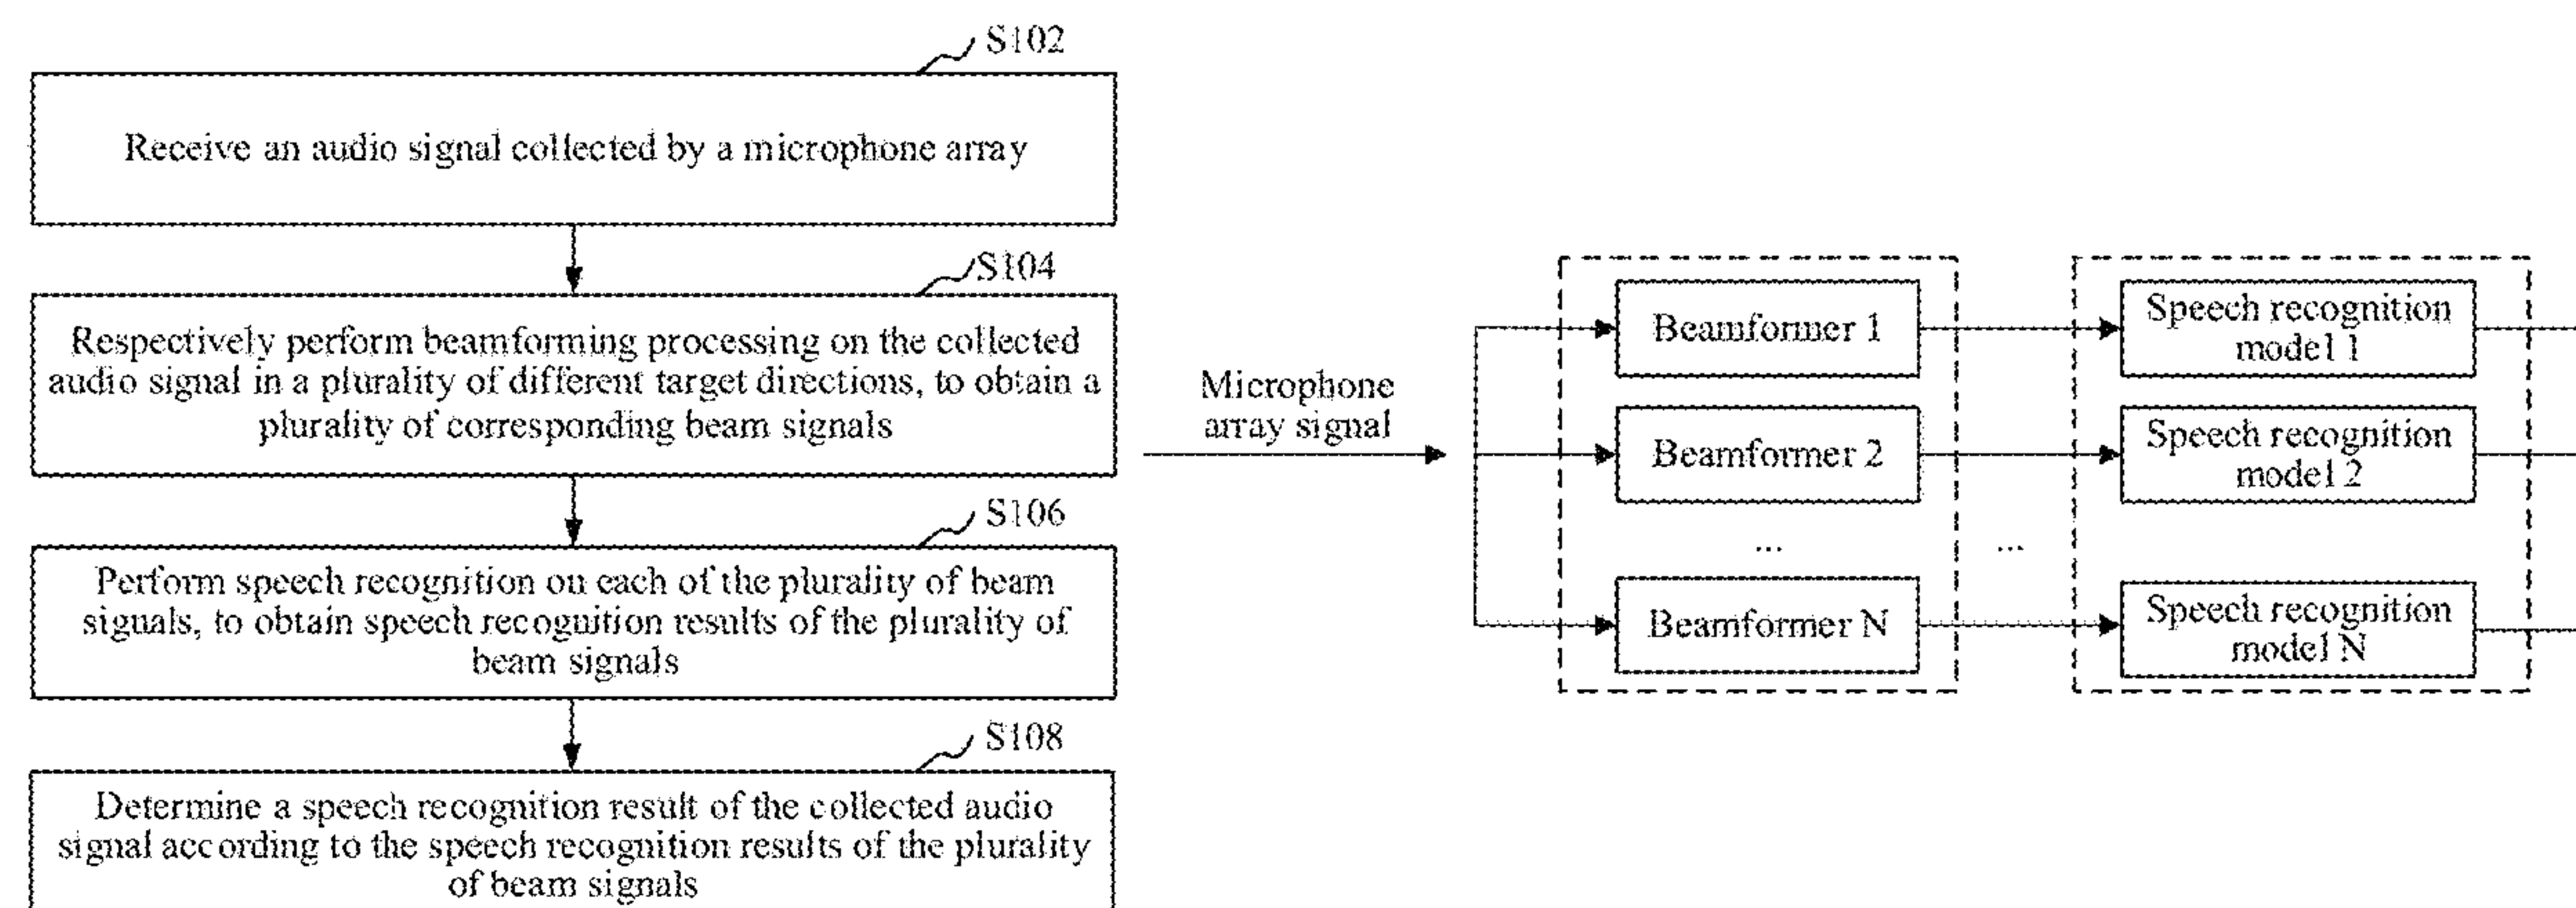 S102
Receive an audio signal collected by a microphone array
S104
Respectively perform beamforming processing on the collected
audio signal in a plurality of different target directions, to obtain a
plurality of corresponding beam signals
S106
Perform speech recognition on each of the plurality of beam
signals, to obtain speech recognition results of the plurality of
beam signals
S108
Determine a speech recognition result of the collected audio
signal according to the speech recognition results of the plurality
of beam signals
Microphone
array signal
Beamformer 1
Beamformer 2
...
Beamformer N
...
Speech recognition
model 1
Speech recognition
model 2
Speech recognition
model N